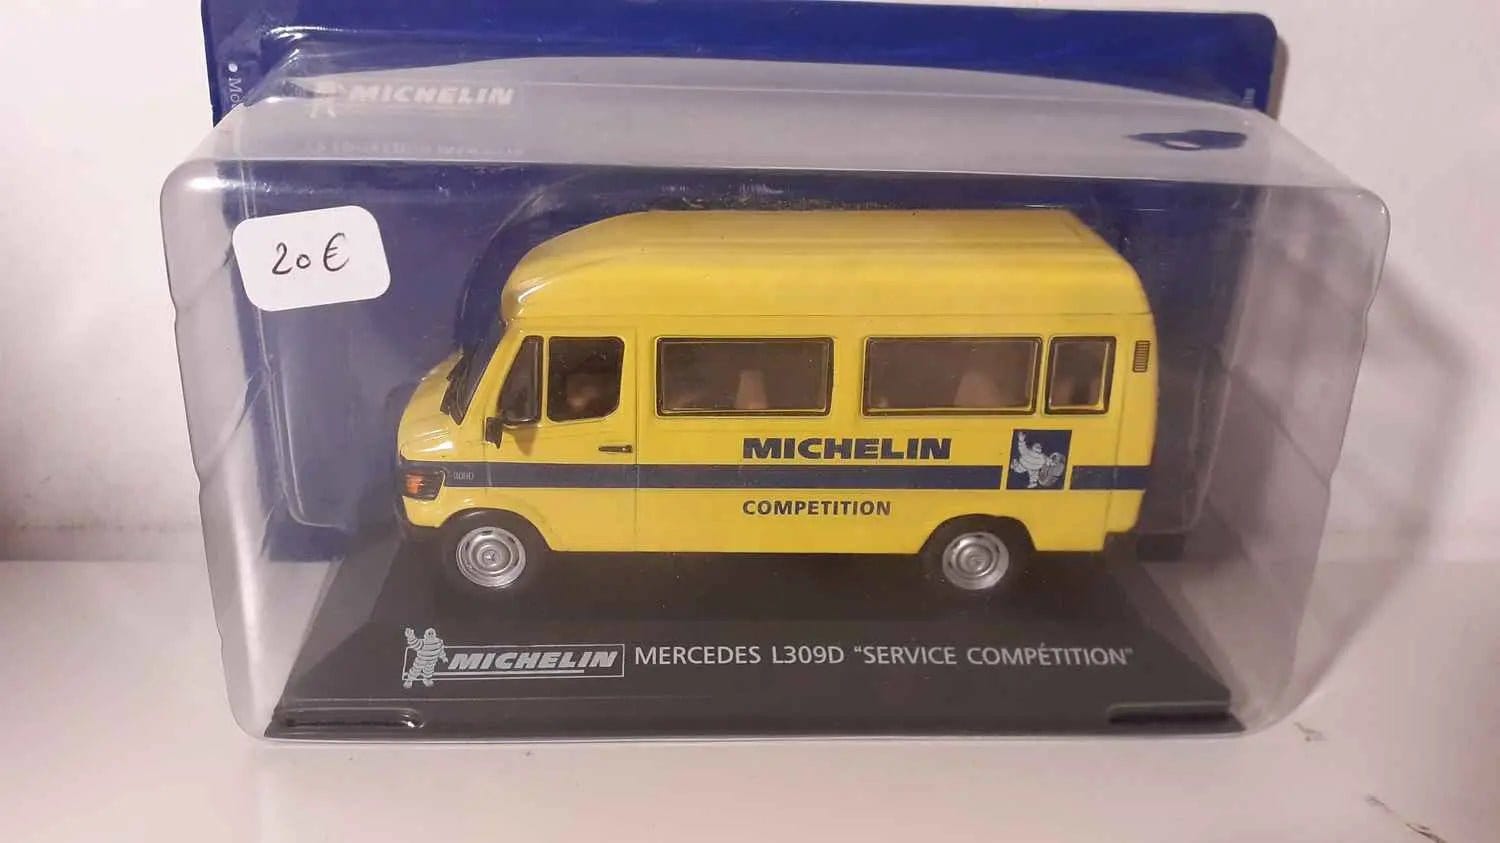 MICHELIN
20 €
MICHELIN
COMPETITION
MICHELIN MERCEDES L309D "SERVICE COMPÉTITION"